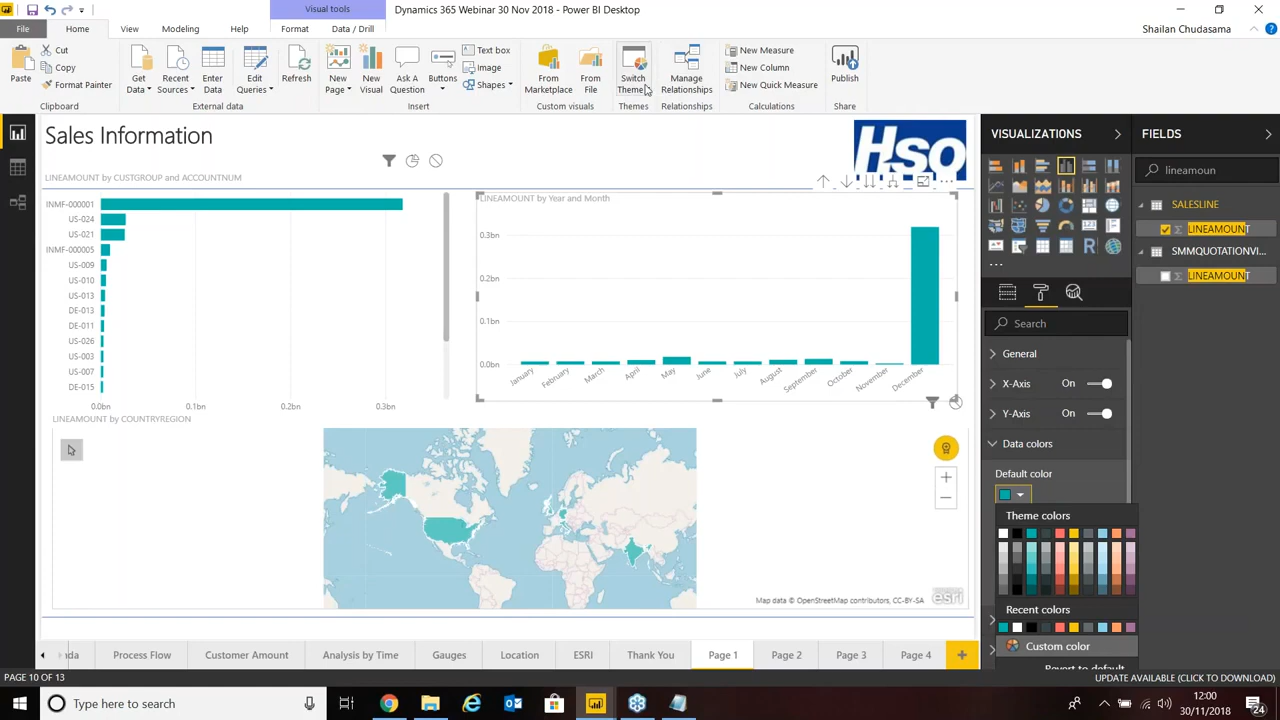 Visual tools
Dynamics 365 Webinar 30 Nov 2018 - Power BI Desktop
File Home View Modeling Help Format Data / Drill
Shailan Chudasama
Paste
Cut
Copy
Format Painter
Clipboard
Get Data
Recent Sources
Enter Data
Edit Queries
Refresh
External data
New Page
New Visual
Ask A Question
Buttons
Text box
Image
Shapes
Insert
From Marketplace
From File
Custom visuals
Switch Theme
Themes
Manage Relationships
Relationships
New Measure
New Column
New Quick Measure
Calculations
Publish
Share
Sales Information
Hso
LINEAMOUNT by CUSTGROUP and ACCOUNTNUM
INMF-000001
US-024
US-021
INMF-000005
US-009
US-010
US-013
DE-013
DE-011
US-026
US-003
US-007
DE-015
0.0bn 0.1bn 0.2bn 0.3bn
LINEAMOUNT by Year and Month
0.3bn
0.2bn
0.1bn
0.0bn
January February March April May June July August September October November December
LINEAMOUNT by COUNTRYREGION
Map data © OpenStreetMap contributors, CC-BY-SA
esri
VISUALIZATIONS
R
Search
General
X-Axis On
Y-Axis On
Data colors
Default color
Theme colors
Recent colors
Custom color
Revert to default
FIELDS
lineamoun
SALESLINE
LINEAMOUNT
SMMQUOTATIONVI...
LINEAMOUNT
nda Process Flow Customer Amount Analysis by Time Gauges Location ESRI Thank You Page 1 Page 2 Page 3 Page 4
PAGE 10 OF 13
UPDATE AVAILABLE (CLICK TO DOWNLOAD)
Type here to search
12:00
30/11/2018
24